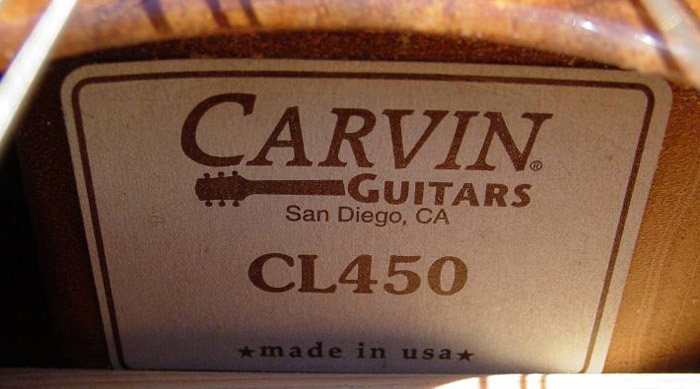 CARVIN®
GUITARS
San Diego, CA
CL450
★made in usa★